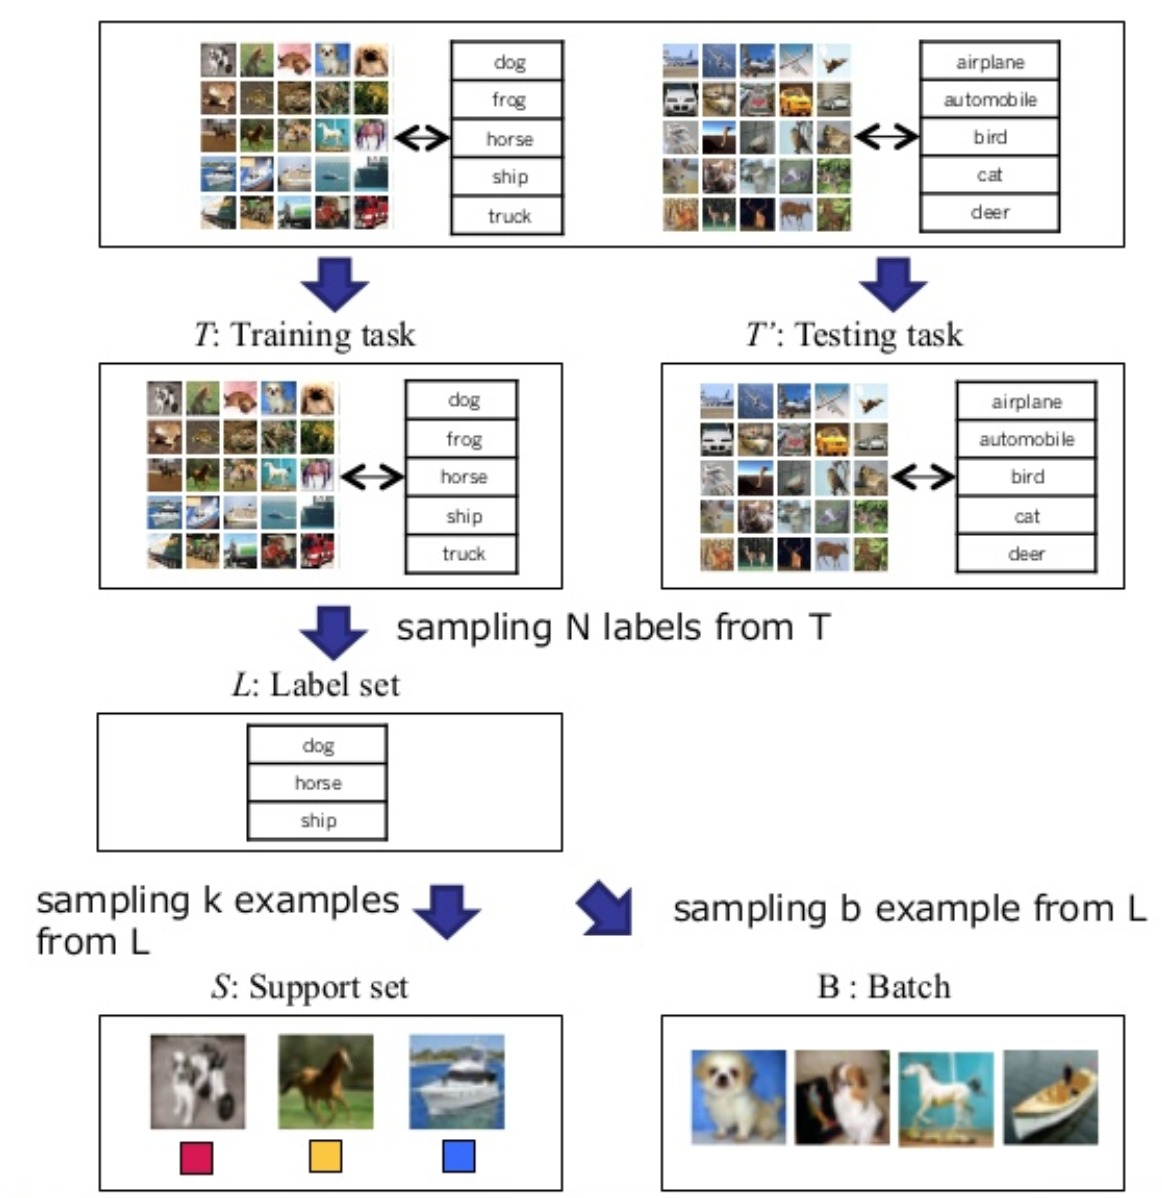 dog
frog
horse
ship
truck
airplane
automobile
bird
cat
deer
T: Training task
T’: Testing task
dog
frog
horse
ship
truck
airplane
automobile
bird
cat
deer
sampling N labels from T
L: Label set
dog
horse
ship
sampling k examples
from L
sampling b example from L
S: Support set
B : Batch